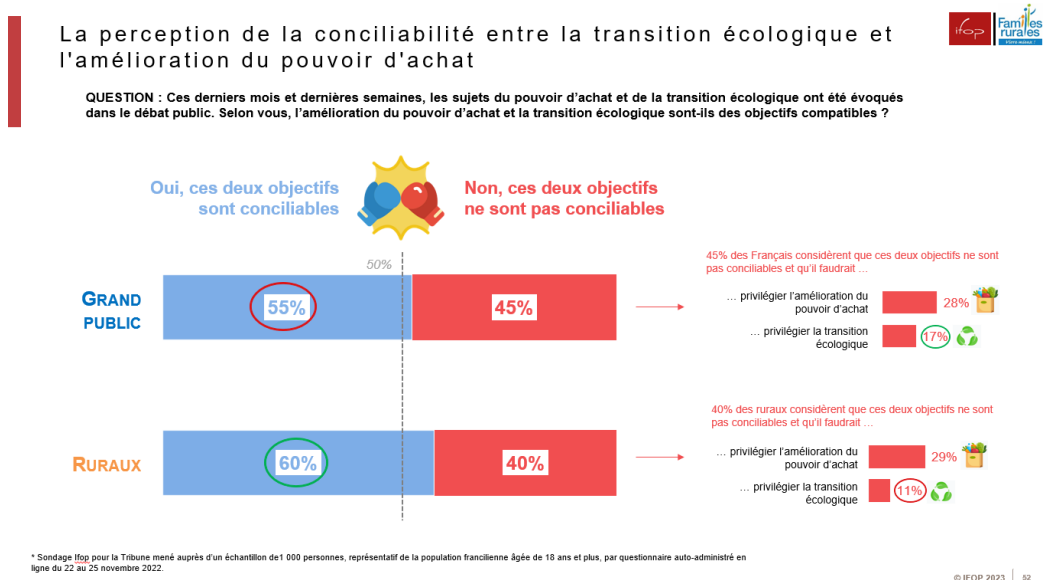 La perception de la conciliabilité entre la transition écologique et
l'amélioration du pouvoir d'achat
ifop
Familles
rurales
Vivre mieux !
QUESTION : Ces derniers mois et dernières semaines, les sujets du pouvoir d’achat et de la transition écologique ont été évoqués
dans le débat public. Selon vous, l’amélioration du pouvoir d’achat et la transition écologique sont-ils des objectifs compatibles ?
Oui, ces deux objectifs
sont conciliables
Non, ces deux objectifs
ne sont pas conciliables
50%
GRAND
PUBLIC
55%
45%
45% des Français considèrent que ces deux objectifs ne sont
pas conciliables et qu’il faudrait …
… privilégier l’amélioration du
pouvoir d’achat
28%
… privilégier la transition
écologique
17%
RURAUX
60%
40%
40% des ruraux considèrent que ces deux objectifs ne sont
pas conciliables et qu’il faudrait …
… privilégier l’amélioration du
pouvoir d’achat
29%
… privilégier la transition
écologique
11%
* Sondage Ifop pour la Tribune mené auprès d’un échantillon de1 000 personnes, représentatif de la population francilienne âgée de 18 ans et plus, par questionnaire auto-administré en
ligne du 22 au 25 novembre 2022.
© IFOP 2023
52